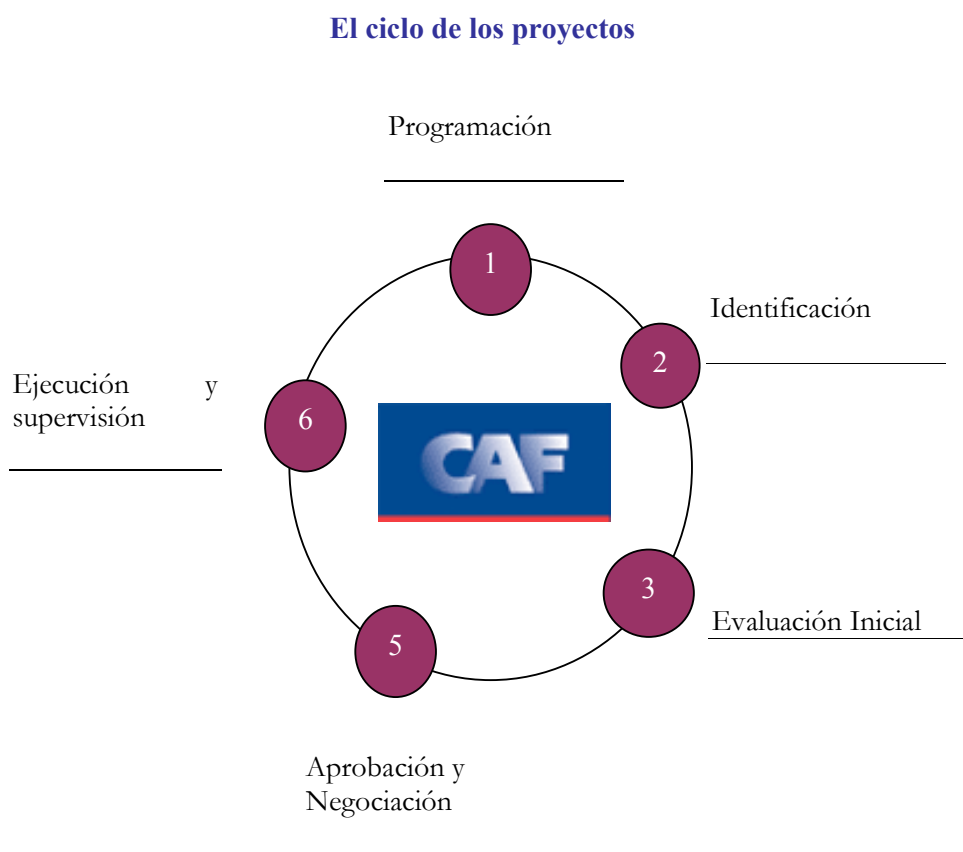 El ciclo de los proyectos
Programación
1
Identificación
2
Ejecución y
supervisión
6
CAF
3
Evaluación Inicial
5
Aprobación y
Negociación